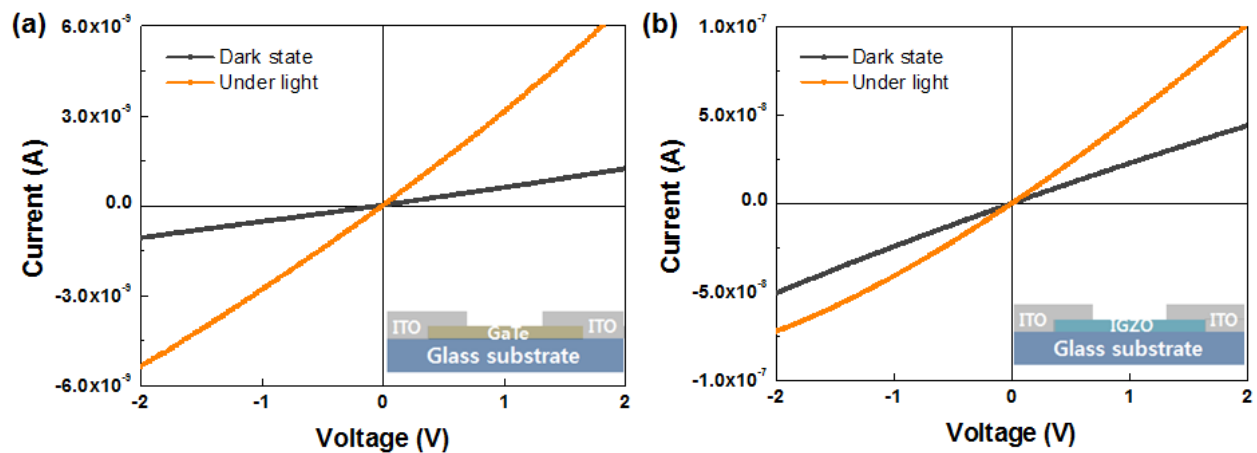 (a)
Current (A)
6.0x10⁻⁹
3.0x10⁻⁹
0.0
-3.0x10⁻⁹
-6.0x10⁻⁹
Dark state
Under light
ITO
GaTe
ITO
Glass substrate
-2
-1
0
1
2
Voltage (V)
(b)
Current (A)
1.0x10⁻⁷
5.0x10⁻⁸
0.0
-5.0x10⁻⁸
-1.0x10⁻⁷
Dark state
Under light
ITO
IGZO
ITO
Glass substrate
-2
-1
0
1
2
Voltage (V)